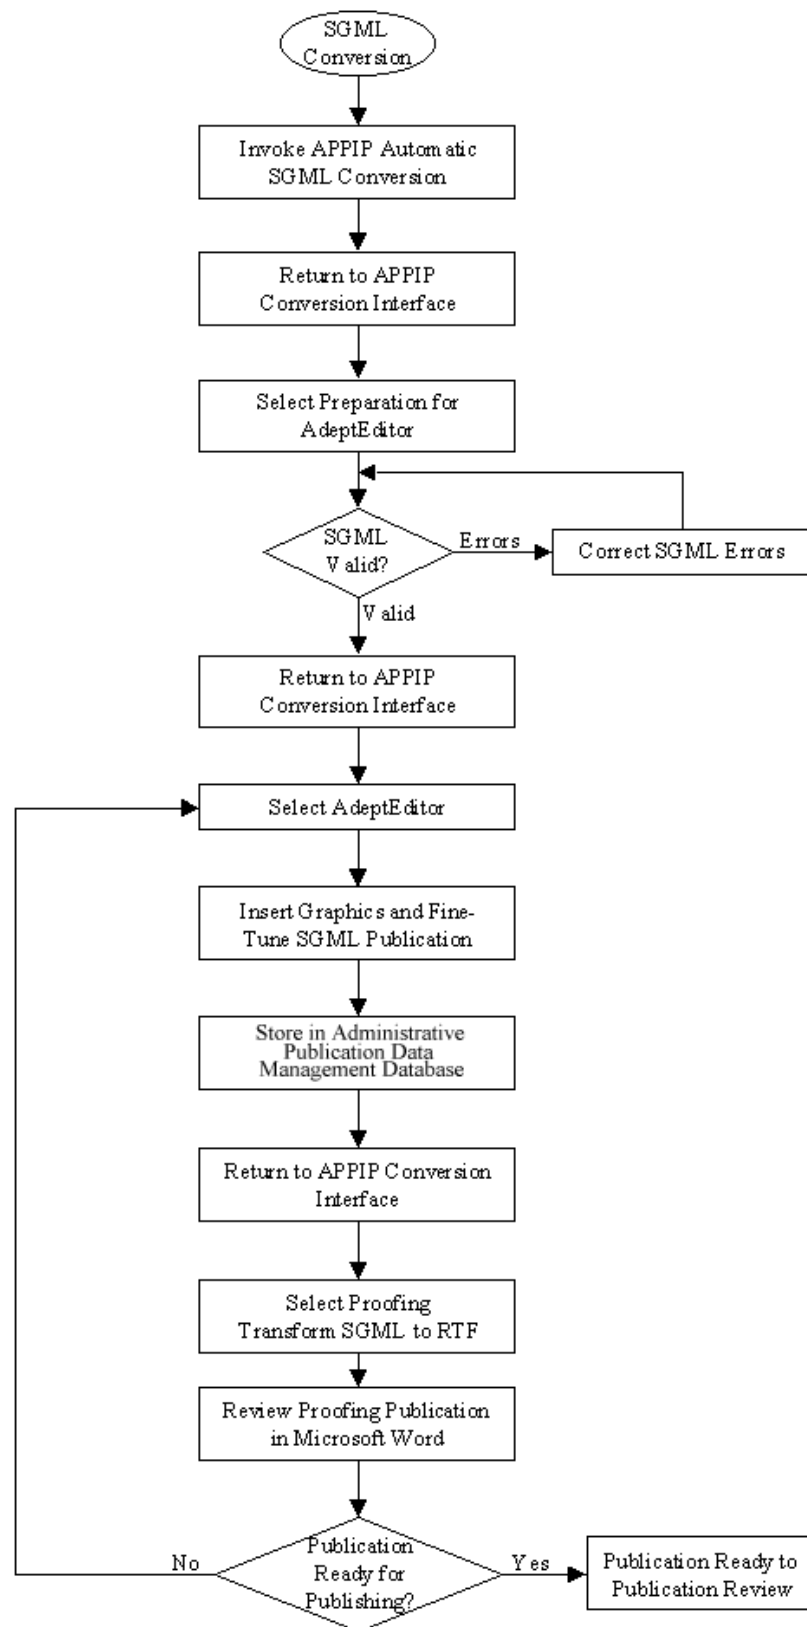 SGML
Conversion
Invoke APPIP Automatic
SGML Conversion
Return to APPIP
Conversion Interface
Select Preparation for
AdeptEditor
SGML
Valid?
Errors
Correct SGML Errors
Valid
Return to APPIP
Conversion Interface
Select AdeptEditor
Insert Graphics and Fine-
Tune SGML Publication
Store in Administrative
Publication Data
Management Database
Return to APPIP Conversion
Interface
Select Proofing
Transform SGML to RTF
Review Proofing Publication
in Microsoft Word
No
Publication
Ready for
Publishing?
Yes
Publication Ready to
Publication Review